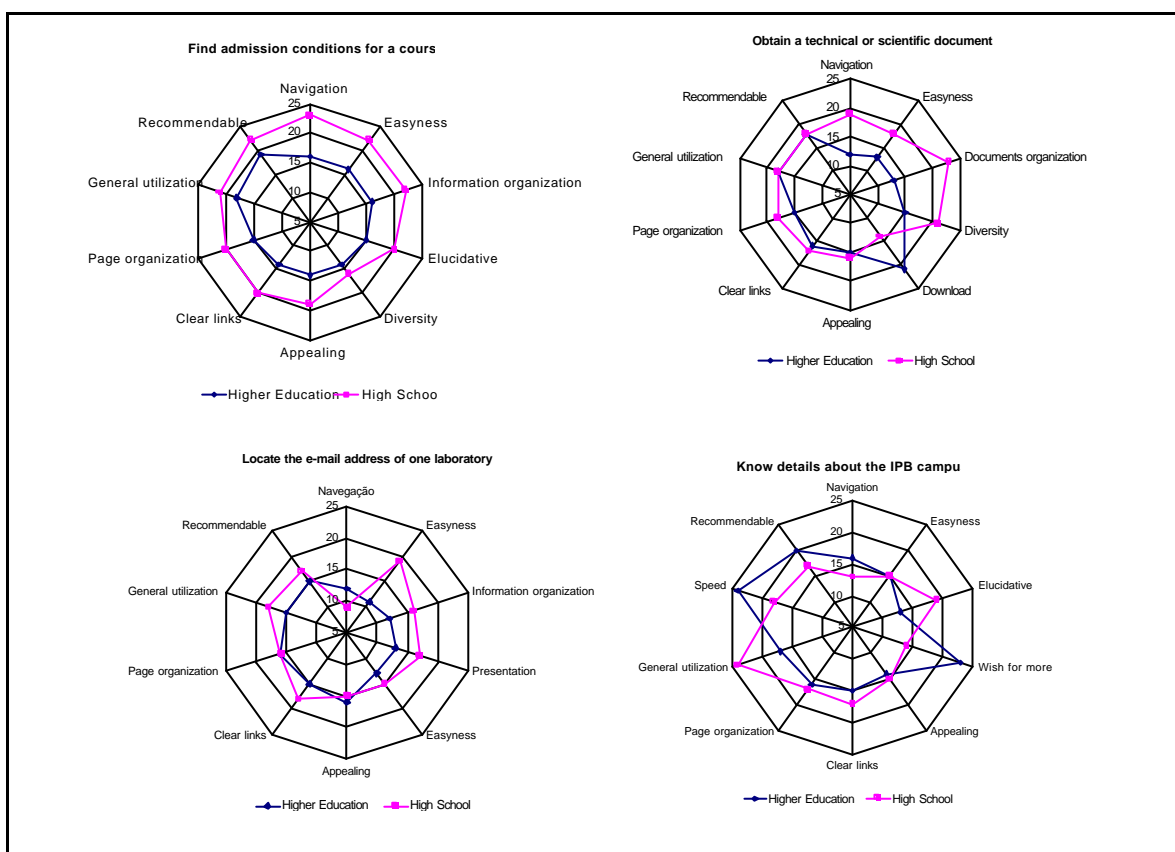 Find admission conditions for a cours
Navigation
25
20
15
10
5
Easyness
Information organization
Elucidative
Diversity
Appealing
Clear links
Page organization
General utilization
Recommendable
Higher Education
High Schoo
Obtain a technical or scientific document
Navigation
25
20
15
10
5
Easyness
Documents organization
Diversity
Download
Appealing
Clear links
Page organization
General utilization
Recommendable
Higher Education
High School
Locate the e-mail address of one laboratory
Navegação
25
20
15
10
5
Easyness
Information organization
Presentation
Easyness
Appealing
Clear links
Page organization
General utilization
Recommendable
Higher Education
High School
Know details about the IPB campu
Navigation
25
20
15
10
5
Easyness
Elucidative
Wish for more
Appealing
Clear links
Page organization
General utilization
Speed
Recommendable
Higher Education
High School